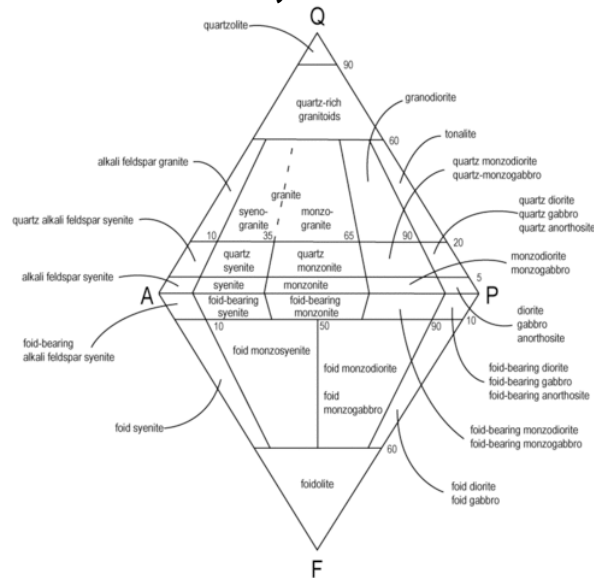 Q
quartzolite
90
quartz-rich
granitoids
granodiorite
60
tonalite
alkali feldspar granite
quartz monzodiorite
quartz-monzogabbro
granite
syeno-
granite
monzo-
granite
quartz alkali feldspar syenite
quartz diorite
quartz gabbro
quartz anorthosite
10
35
65
90
20
quartz
syenite
quartz
monzonite
monzodiorite
monzogabbro
alkali feldspar syenite
5
syenite
monzonite
A
P
foid-bearing
syenite
foid-bearing
monzonite
diorite
gabbro
anorthosite
10
50
90
10
foid-bearing
alkali feldspar syenite
foid monzosyenite
foid monzodiorite
foid
monzogabbro
foid-bearing diorite
foid-bearing gabbro
foid-bearing anorthosite
foid syenite
foid-bearing monzodiorite
foid-bearing monzogabbro
60
foidolite
foid diorite
foid gabbro
F